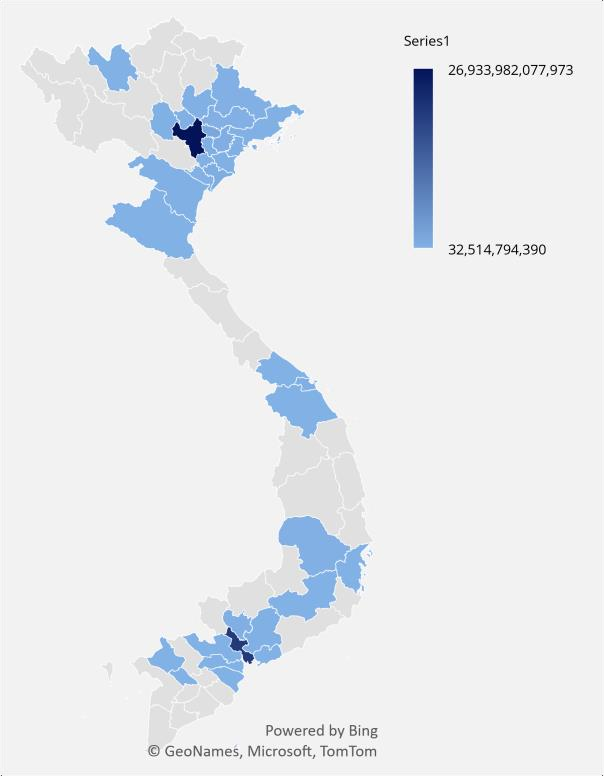 Series1
26,933,982,077,973
32,514,794,390
Powered by Bing
© GeoNames, Microsoft, TomTom